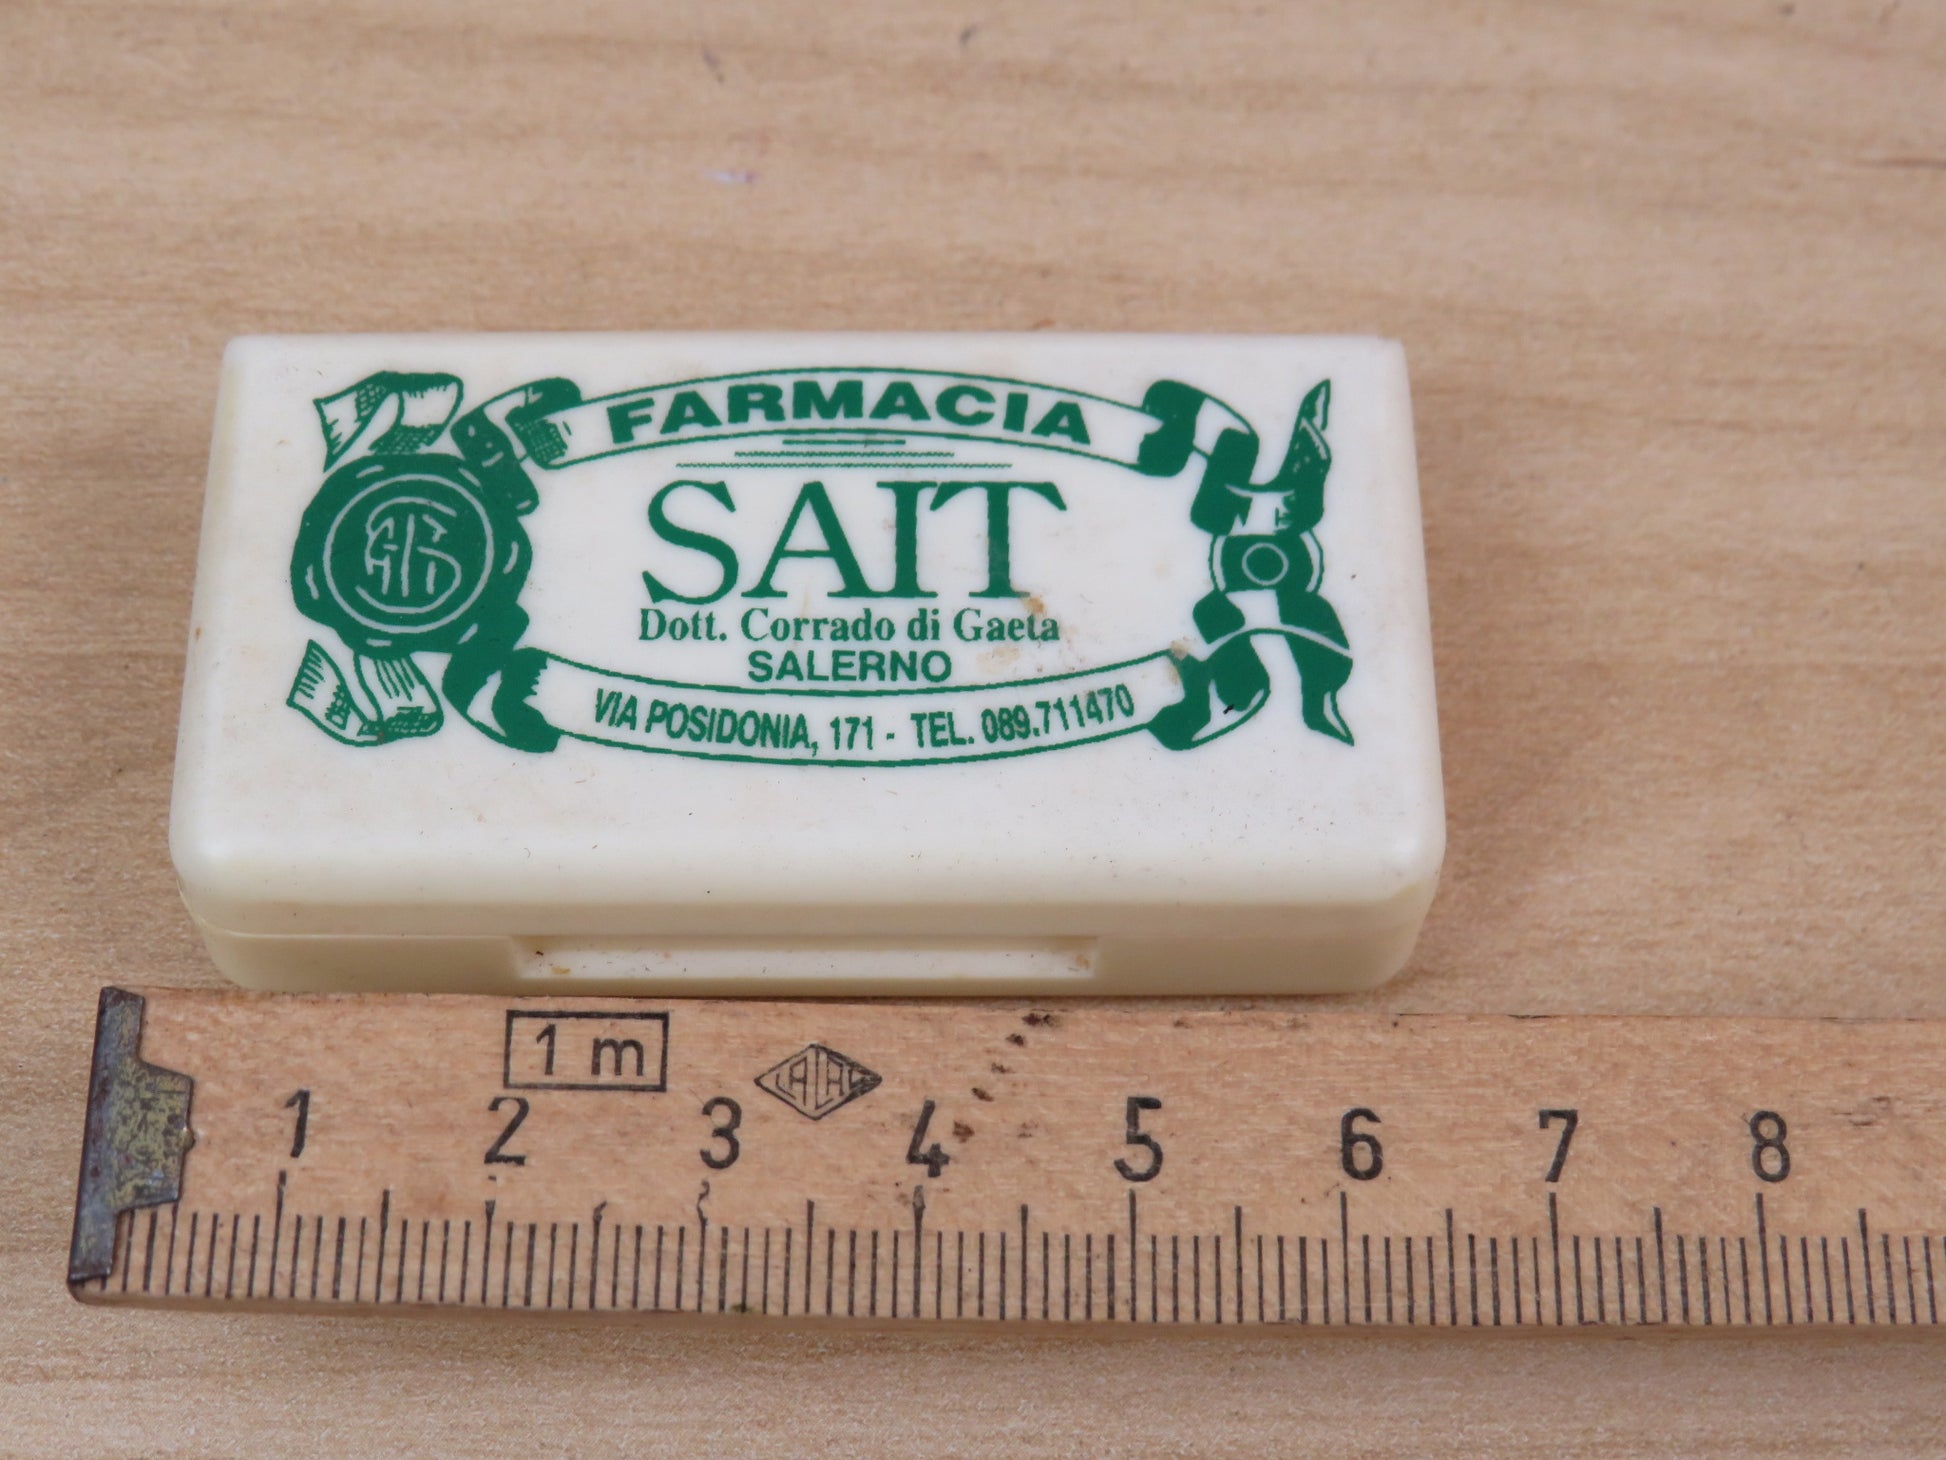 FARMACIA
SAIT
Dott. Corrado di Gaeta
SALERNO
VIA POSIDONIA, 171 - TEL. 089.711470
1 m
1 2 3 4 5 6 7 8